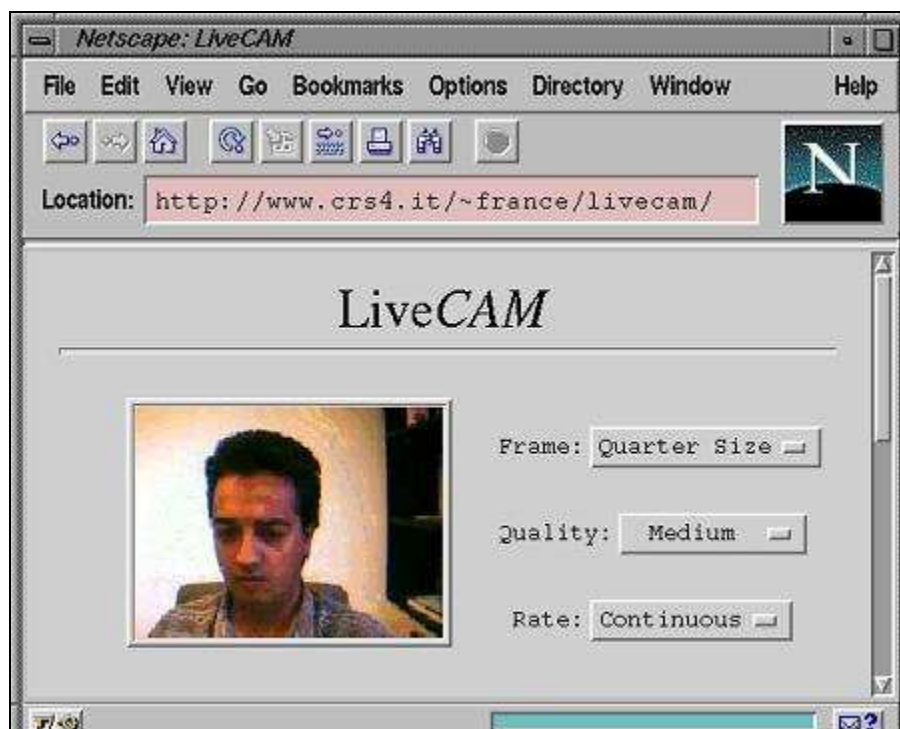 Netscape: LiveCAM
File Edit View Go Bookmarks Options Directory Window Help
Location: http://www.crs4.it/~france/livecam/
N
LiveCAM
Frame: Quarter Size
Quality: Medium
Rate: Continuous
?